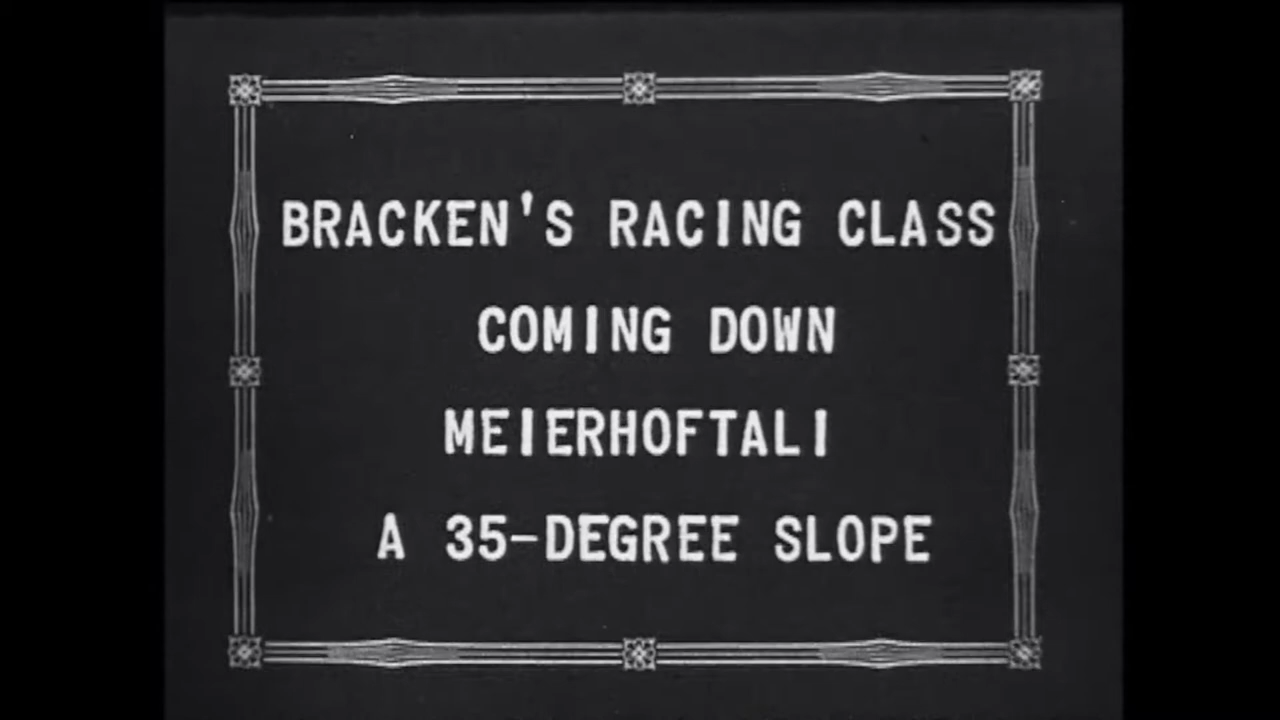 BRACKEN'S RACING CLASS
COMING DOWN
MEIERHOFTALI
A 35-DEGREE SLOPE